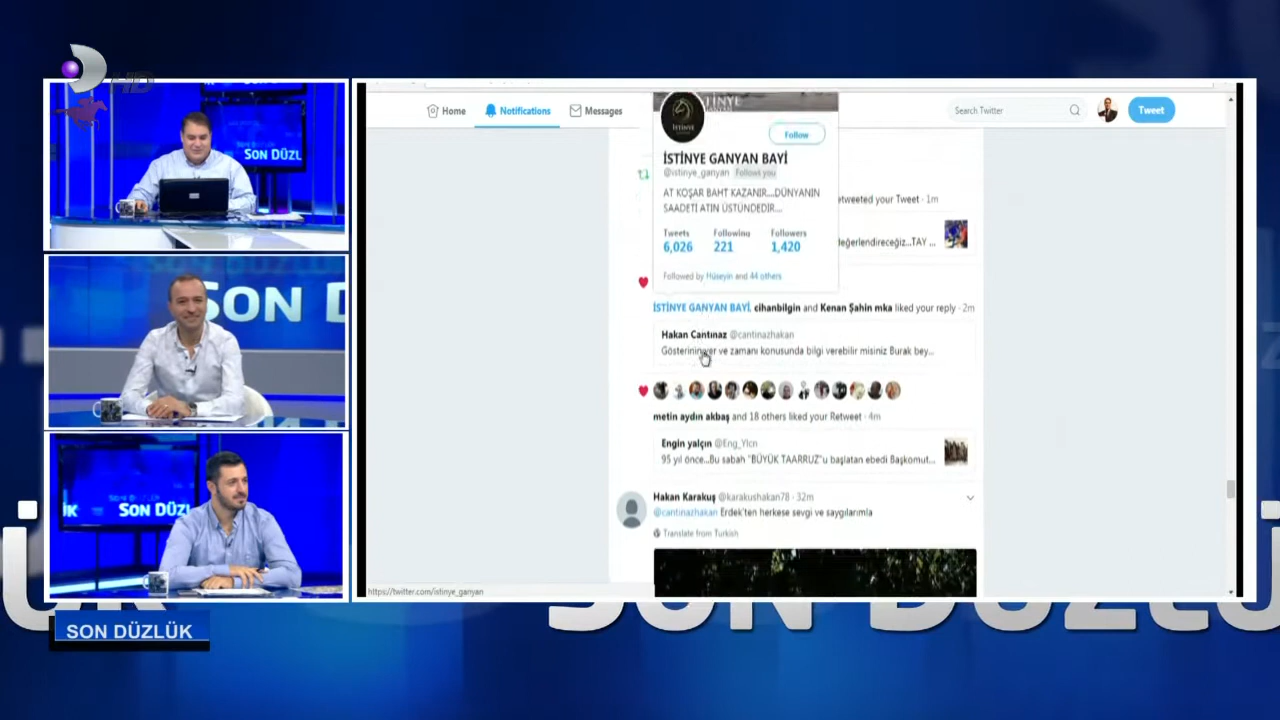 HD
SON DÜZL
SON DÜZ
SON DÜZL
SON DÜZLÜK
Home
Notifications
Messages
Search Twitter
Tweet
İSTİNYE
Follow
İSTİNYE GANYAN BAYİ
@istinye_ganyan Follows you
AT KOŞAR BAHT KAZANIR....DÜNYANIN
SAADETİ ATIN ÜSTÜNDEDIR....
Tweets Following Followers
6,026 221 1,420
Followed by Hüseyin and 44 others
etweeted your Tweet · 1m
değerlendireceğiz...TAY ...
İSTİNYE GANYAN BAYİ, cihanbilgin and Kenan Şahin mka liked your reply · 2m
Hakan Cantınaz @cantinazhakan
ve zamanı konusunda bilgi verebilir misiniz Burak bey...
metin aydın akbaş and 18 others liked your Retweet · 4m
Engin yalçın @Eng_Ylcn
95 yıl önce...Bu sabah "BÜYÜK TAARRUZ"u başlatan ebedi Başkomut...
Hakan Karakuş @karakushakan78 · 32m
@cantinazhakan Erdek'ten herkese sevgi ve saygılarımla
Translate from Turkish
https://twitter.com/istinye_ganyan